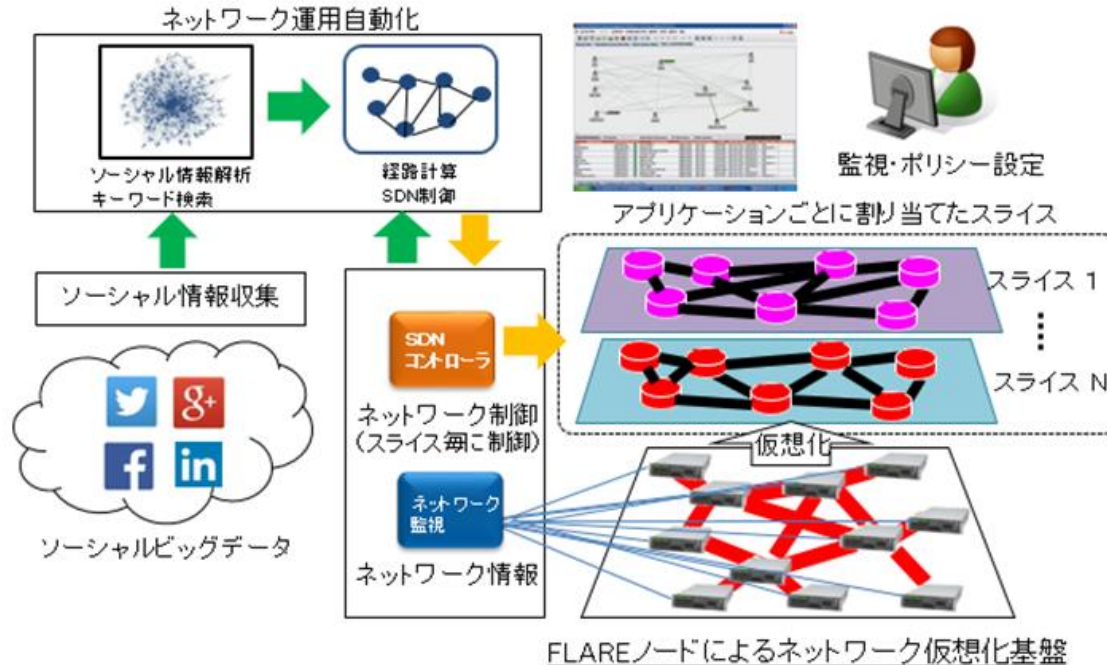 ネットワーク運用自動化
ソーシャル情報解析
キーワード検索
経路計算
SDN制御
監視・ポリシー設定
アプリケーションごとに割り当てたスライス
ソーシャル情報収集
g+
f
in
ソーシャルビッグデータ
SDN
コントローラ
ネットワーク制御
(スライス毎に制御)
ネットワーク
監視
ネットワーク情報
スライス 1
スライス N
仮想化
FLAREノードによるネットワーク仮想化基盤